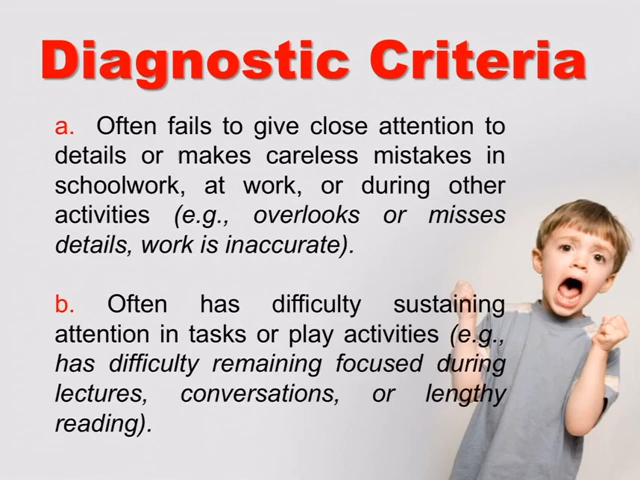 Diagnostic Criteria
a. Often fails to give close attention to
details or makes careless mistakes in
schoolwork, at work, or during other
activities (e.g., overlooks or misses
details, work is inaccurate).
b. Often has difficulty sustaining
attention in tasks or play activities (e.g.,
has difficulty remaining focused during
lectures, conversations, or lengthy
reading).